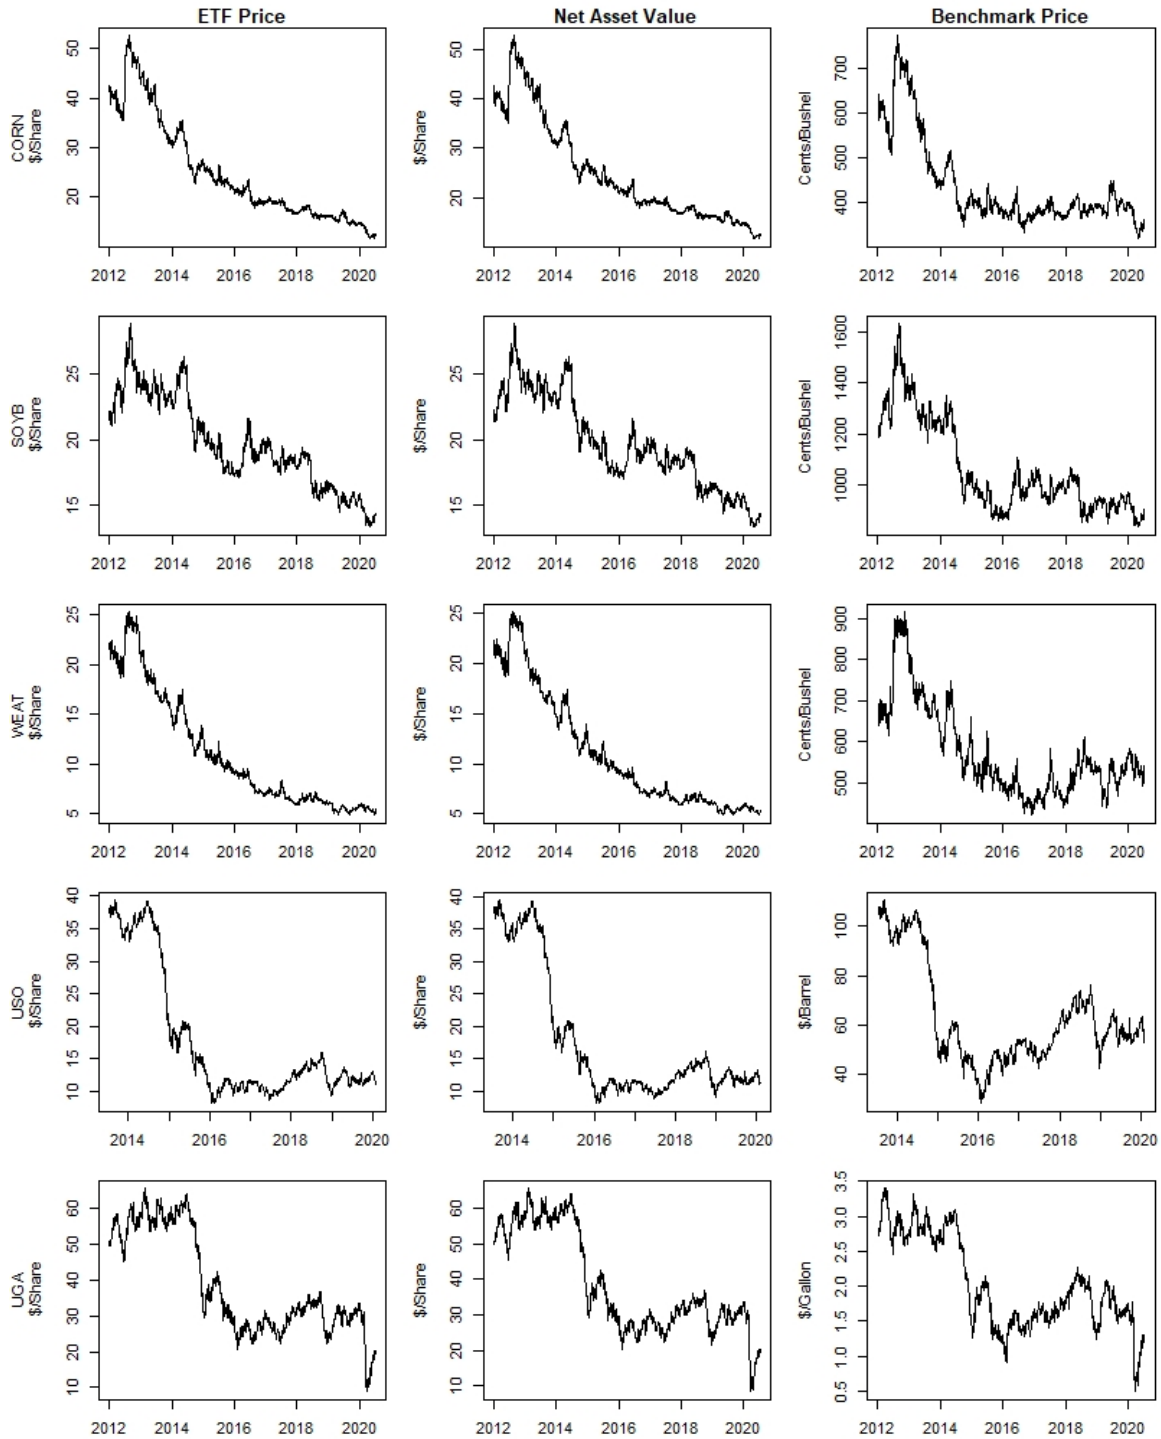 ETF Price Net Asset Value Benchmark Price
CORN
$/Share
50
40
30
20
2012 2014 2016 2018 2020
$/Share
50
40
30
20
2012 2014 2016 2018 2020
Cents/Bushel
700
600
500
400
2012 2014 2016 2018 2020
SOYB
$/Share
25
20
15
2012 2014 2016 2018 2020
$/Share
25
20
15
2012 2014 2016 2018 2020
Cents/Bushel
1600
1400
1200
1000
2012 2014 2016 2018 2020
WEAT
$/Share
25
20
15
10
5
2012 2014 2016 2018 2020
$/Share
25
20
15
10
5
2012 2014 2016 2018 2020
Cents/Bushel
900
800
700
600
500
2012 2014 2016 2018 2020
USO
$/Share
40
35
30
25
20
15
10
2014 2016 2018 2020
$/Share
40
35
30
25
20
15
10
2014 2016 2018 2020
$/Barrel
100
80
60
40
2014 2016 2018 2020
UGA
$/Share
60
50
40
30
20
10
2012 2014 2016 2018 2020
$/Share
60
50
40
30
20
10
2012 2014 2016 2018 2020
$/Gallon
3.5
3.0
2.5
2.0
1.5
1.0
0.5
2012 2014 2016 2018 2020